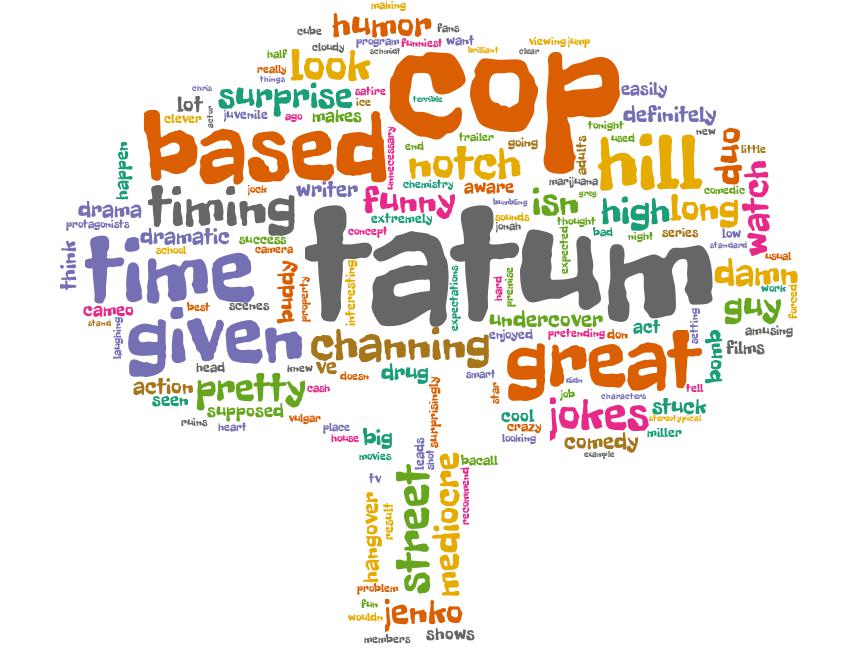 making
cube
humor
fans
cloudy
program
funniest
want
viewing
jump
half
schmidt
brilliant
clear
really
look
cop
things
chris
surprise
satire
easily
lot
ice
terrible
clever
actor
juvenile
ago
makes
definitely
tonight
new
based
unnecessary
trailer
going
adults
used
duo
little
end
notch
hill
happen
chemistry
marijuana
watch
jock
writer
aware
greg
comedic
drama
timing
funny
bumbling
isn
high
long
protagonists
extremely
sounds
thought
dramatic
success
concept
jonah
expected
bad
night
series
low
standard
school
camera
think
time
tatum
usual
damn
work
forced
buddy
property
interesting
expectations
hard
premise
cameo
best
scenes
guy
stand
laughing
given
undercover
setting
amusing
enjoyed
pretending
don
act
channing
bomb
films
head
knew
ve
great
doesn
drug
smart
didn
action
seen
pretty
cash
star
job
characters
tell
surprisingly
supposed
cool
jokes
stuck
ruins
heart
vulgar
crazy
stereotypical
place
looking
miller
house
big
comedy
movies
leads
shot
example
bacall
tv
street
mediocre
recommend
hangover
result
problem
fun
jenko
wouldn
members
shows